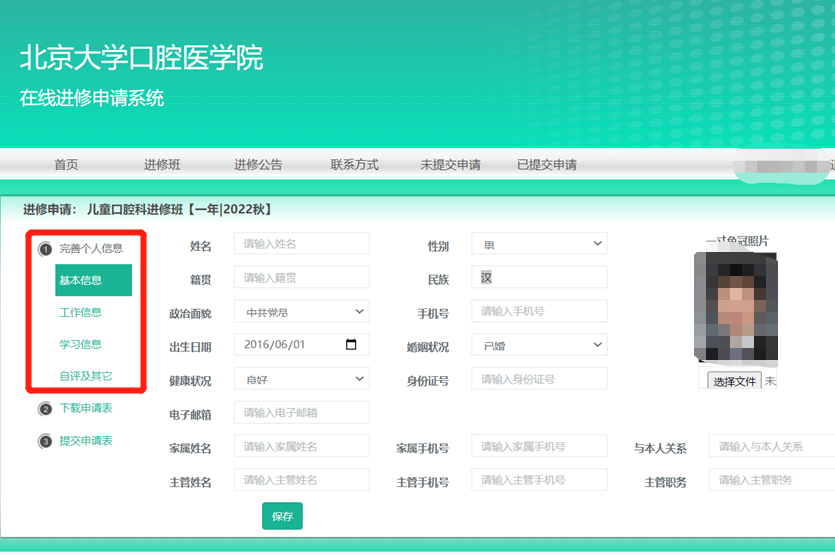 北京大学口腔医学院
在线进修申请系统
首页 进修班 进修公告 联系方式 未提交申请 已提交申请
进修申请： 儿童口腔科进修班【一年|2022秋】
1 完善个人信息
基本信息
工作信息
学习信息
自评及其它
2 下载申请表
3 提交申请表
姓名 请输入姓名 性别 男
籍贯 请输入籍贯 民族 汉
政治面貌 中共党员 手机号 请输入手机号
出生日期 2016/06/01 婚姻状况 已婚
健康状况 良好 身份证号 请输入身份证号
电子邮箱 请输入电子邮箱
家属姓名 请输入家属姓名 家属手机号 请输入家属手机号 与本人关系 请输入与本人关系
主管姓名 请输入主管姓名 主管手机号 请输入主管手机号 主管职务 请输入主管职务
一寸免冠照片
选择文件 未
保存